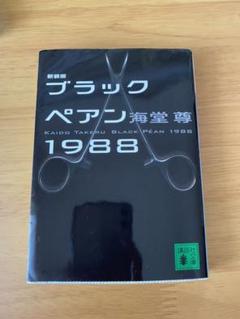 新装版
ブラック
ペアン 海堂 尊
KAIDO TAKERU BLACK PÉAN 1988
1988
講談社
文庫